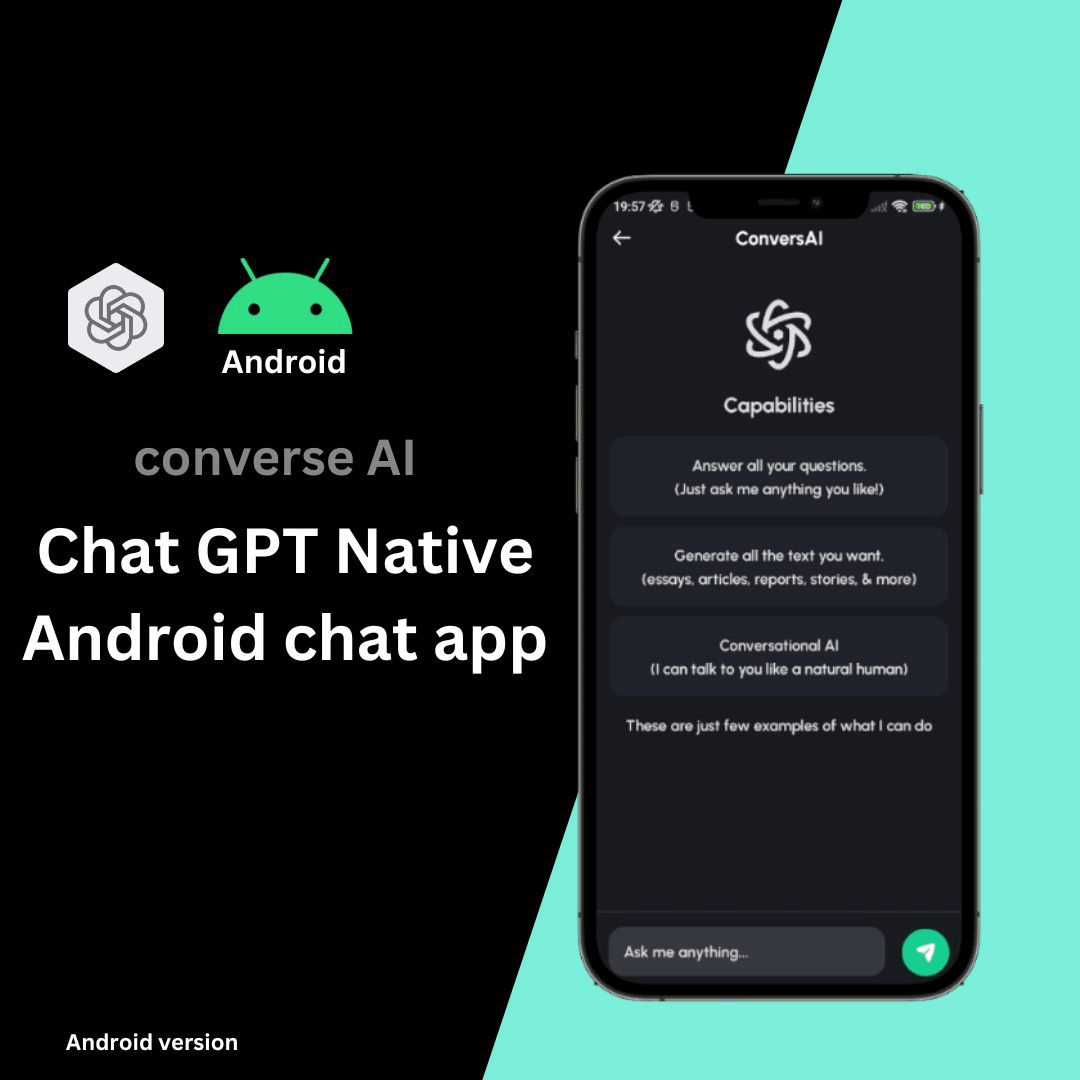 Android
converse AI
Chat GPT Native
Android chat app
Android version
19:57
ConversAI
Capabilities
Answer all your questions.
(Just ask me anything you like!)
Generate all the text you want.
(essays, articles, reports, stories, & more)
Conversational AI
(I can talk to you like a natural human)
These are just few examples of what I can do
Ask me anything...